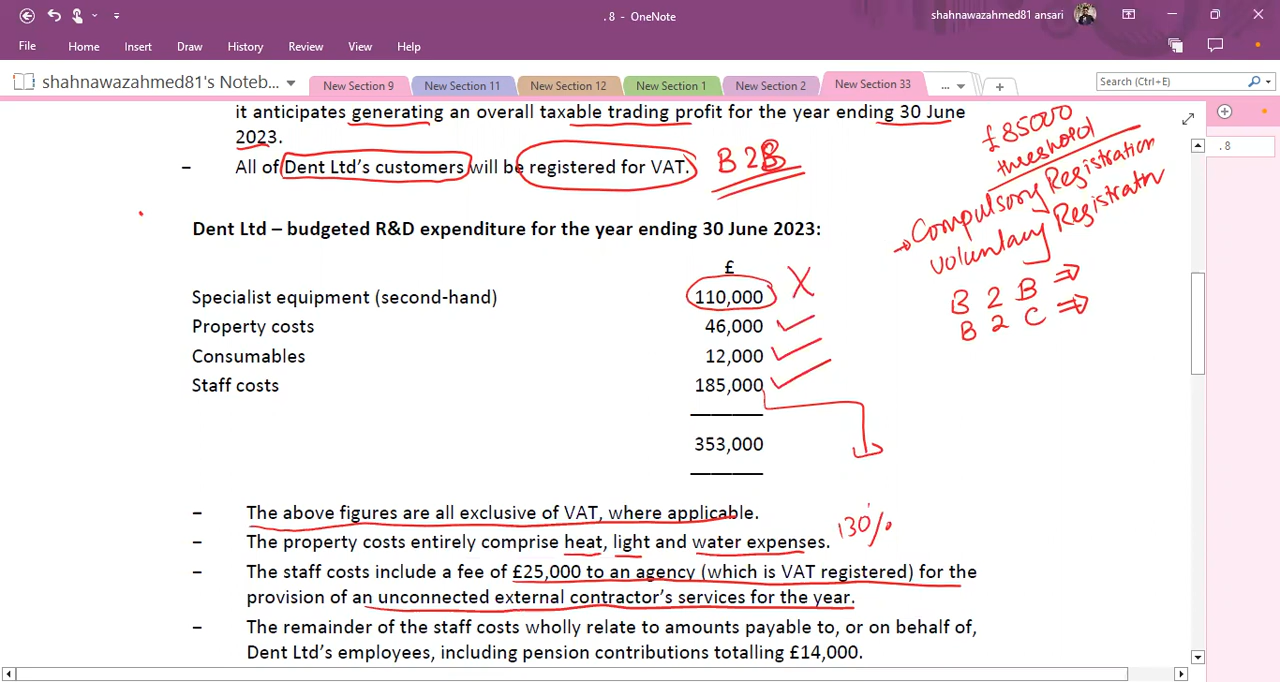 . 8 - OneNote
shahnawazahmed81 ansari
File Home Insert Draw History Review View Help
shahnawazahmed81's Noteb...
New Section 9
New Section 11
New Section 12
New Section 1
New Section 2
New Section 33
...
Search (Ctrl+E)
. 8
it anticipates generating an overall taxable trading profit for the year ending 30 June
2023.
- All of Dent Ltd's customers will be registered for VAT.
B 2 B
£85000
threshold
Compulsory Registration
Voluntary Registratn
B 2 B ⇒
B 2 C ⇒
Dent Ltd – budgeted R&D expenditure for the year ending 30 June 2023:
£
Specialist equipment (second-hand) 110,000 X
Property costs 46,000
Consumables 12,000
Staff costs 185,000
353,000
- The above figures are all exclusive of VAT, where applicable.
- The property costs entirely comprise heat, light and water expenses.
130%
- The staff costs include a fee of £25,000 to an agency (which is VAT registered) for the
provision of an unconnected external contractor's services for the year.
- The remainder of the staff costs wholly relate to amounts payable to, or on behalf of,
Dent Ltd's employees, including pension contributions totalling £14,000.